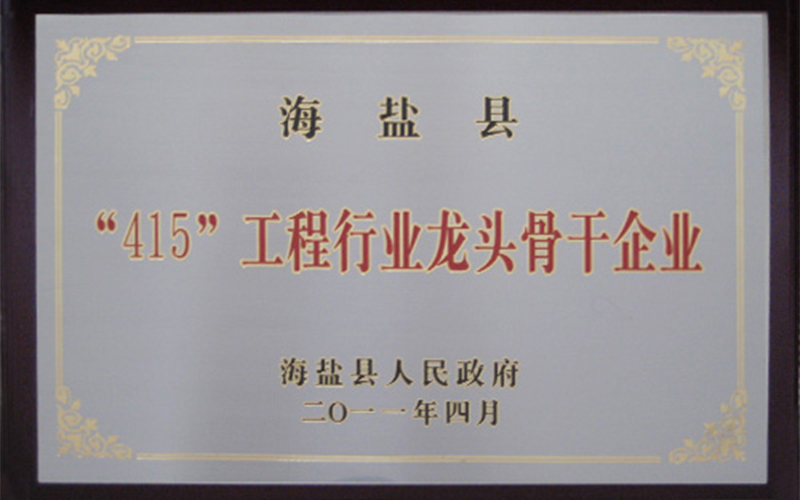 海盐县
“415”工程行业龙头骨干企业
海盐县人民政府
二〇一一年四月